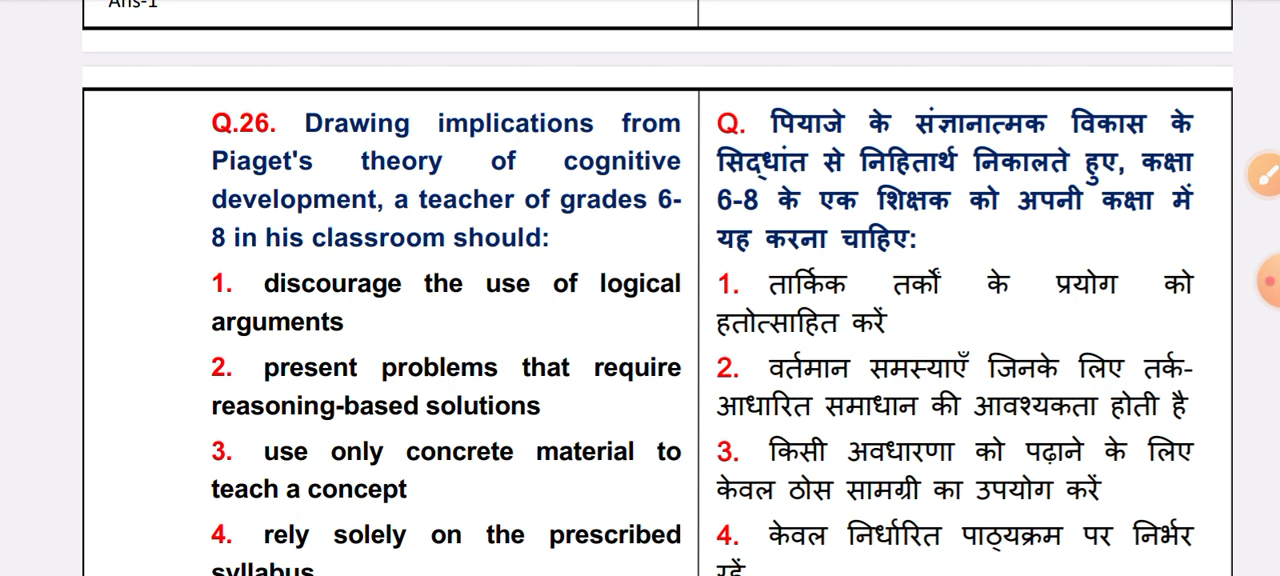 Ans-1
Q.26. Drawing implications from
Piaget's theory of cognitive
development, a teacher of grades 6-
8 in his classroom should:
1. discourage the use of logical
arguments
2. present problems that require
reasoning-based solutions
3. use only concrete material to
teach a concept
4. rely solely on the prescribed
syllabus
Q. पियाजे के संज्ञानात्मक विकास के
सिद्धांत से निहितार्थ निकालते हुए, कक्षा
6-8 के एक शिक्षक को अपनी कक्षा में
यह करना चाहिए:
1. तार्किक तर्कों के प्रयोग को
हतोत्साहित करें
2. वर्तमान समस्याएँ जिनके लिए तर्क-
आधारित समाधान की आवश्यकता होती है
3. किसी अवधारणा को पढ़ाने के लिए
केवल ठोस सामग्री का उपयोग करें
4. केवल निर्धारित पाठ्यक्रम पर निर्भर
रहें